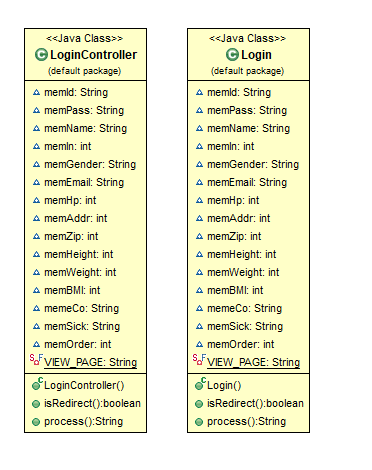 <<Java Class>>
LoginController
(default package)
memId: String
memPass: String
memName: String
memIn: int
memGender: String
memEmail: String
memHp: int
memAddr: int
memZip: int
memHeight: int
memWeight: int
memBMI: int
memeCo: String
memSick: String
memOrder: int
VIEW_PAGE: String
LoginController()
isRedirect():boolean
process():String
<<Java Class>>
Login
(default package)
memId: String
memPass: String
memName: String
memIn: int
memGender: String
memEmail: String
memHp: int
memAddr: int
memZip: int
memHeight: int
memWeight: int
memBMI: int
memeCo: String
memSick: String
memOrder: int
VIEW_PAGE: String
Login()
isRedirect():boolean
process():String